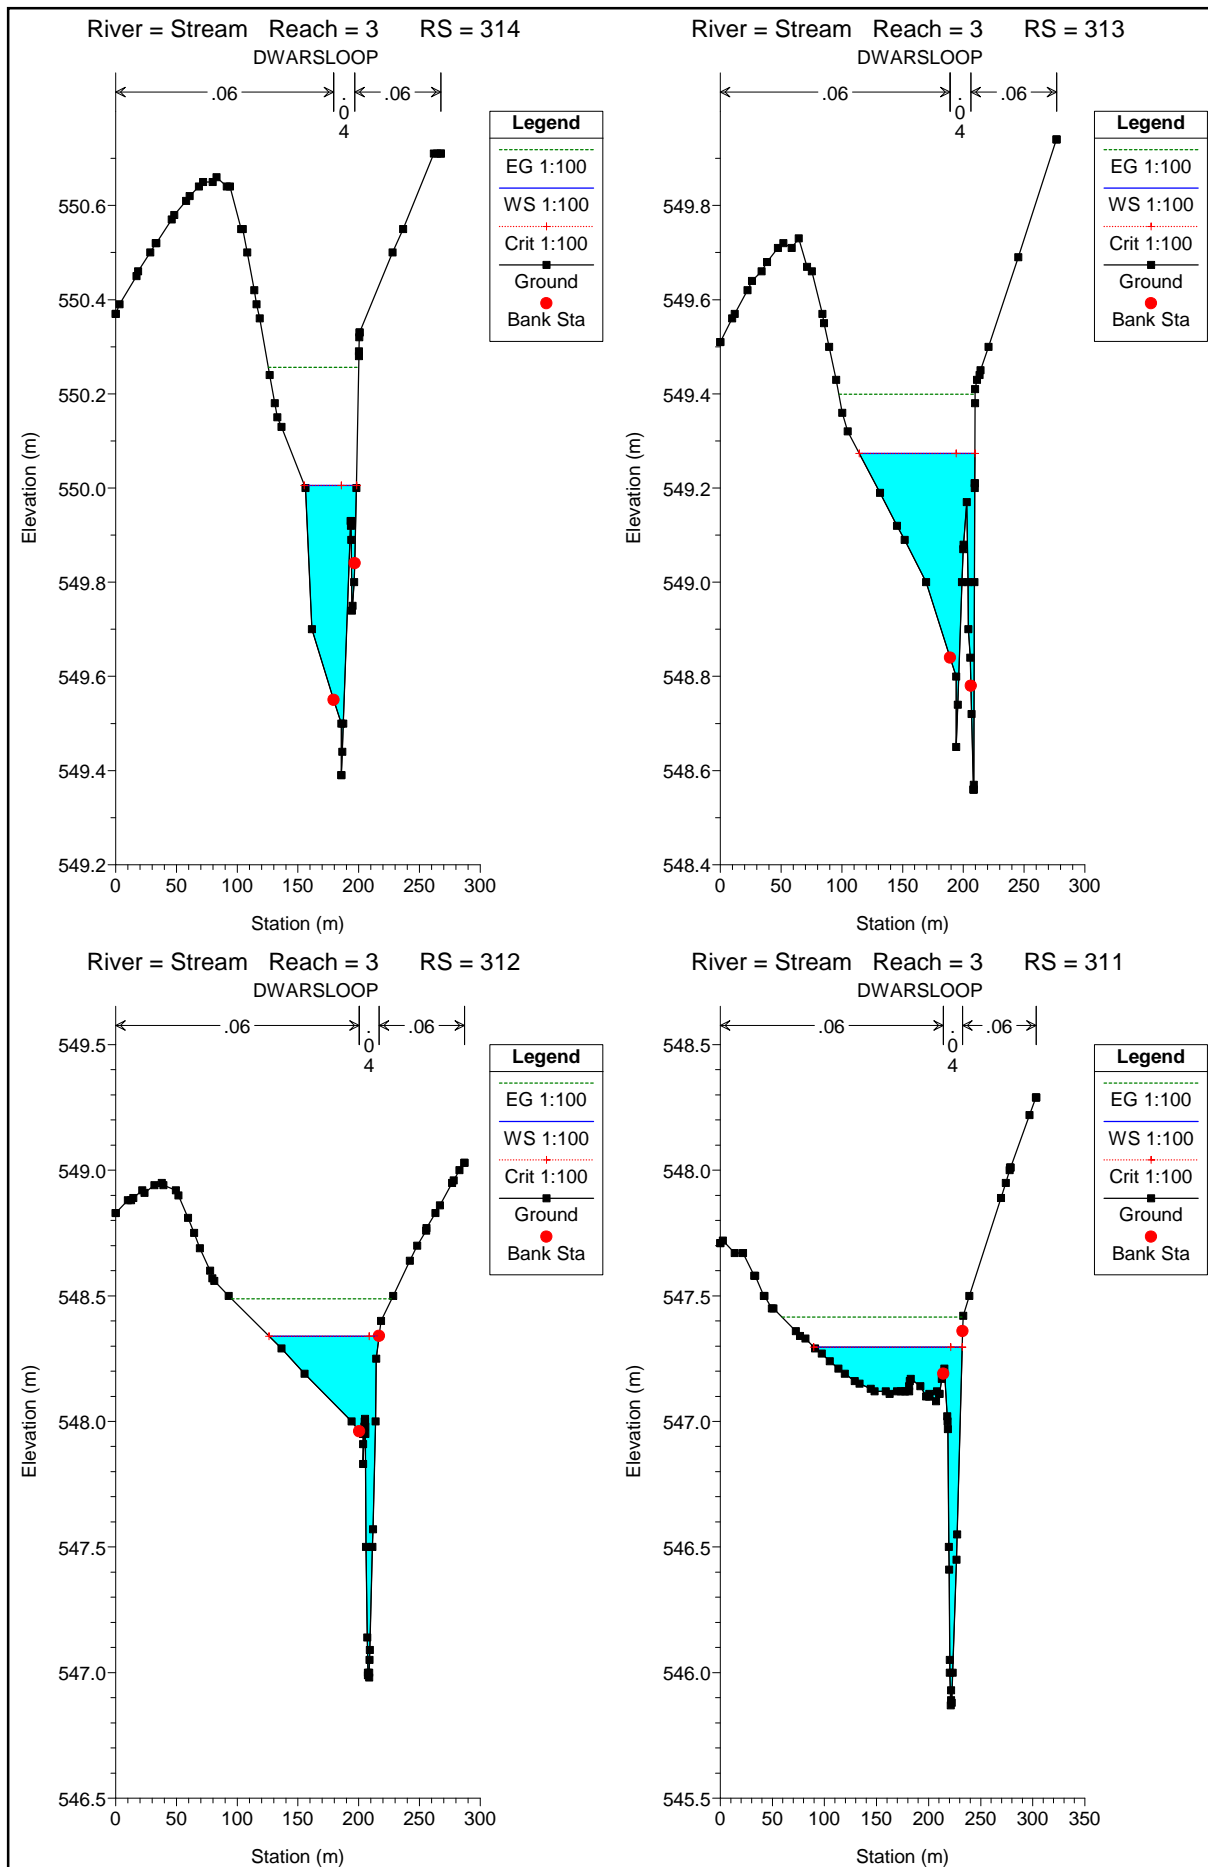 River = Stream   Reach = 3      RS = 314
DWARSLOOP
.06
.04
.06
Legend
EG 1:100
WS 1:100
Crit 1:100
Ground
Bank Sta
Elevation (m)
550.6
550.4
550.2
550.0
549.8
549.6
549.4
549.2
0 50 100 150 200 250 300
Station (m)
River = Stream   Reach = 3      RS = 313
DWARSLOOP
.06
.04
.06
Legend
EG 1:100
WS 1:100
Crit 1:100
Ground
Bank Sta
Elevation (m)
549.8
549.6
549.4
549.2
549.0
548.8
548.6
548.4
0 50 100 150 200 250 300
Station (m)
River = Stream   Reach = 3      RS = 312
DWARSLOOP
.06
.04
.06
Legend
EG 1:100
WS 1:100
Crit 1:100
Ground
Bank Sta
Elevation (m)
549.5
549.0
548.5
548.0
547.5
547.0
546.5
0 50 100 150 200 250 300
Station (m)
River = Stream   Reach = 3      RS = 311
DWARSLOOP
.06
.04
.06
Legend
EG 1:100
WS 1:100
Crit 1:100
Ground
Bank Sta
Elevation (m)
548.5
548.0
547.5
547.0
546.5
546.0
545.5
0 50 100 150 200 250 300 350
Station (m)